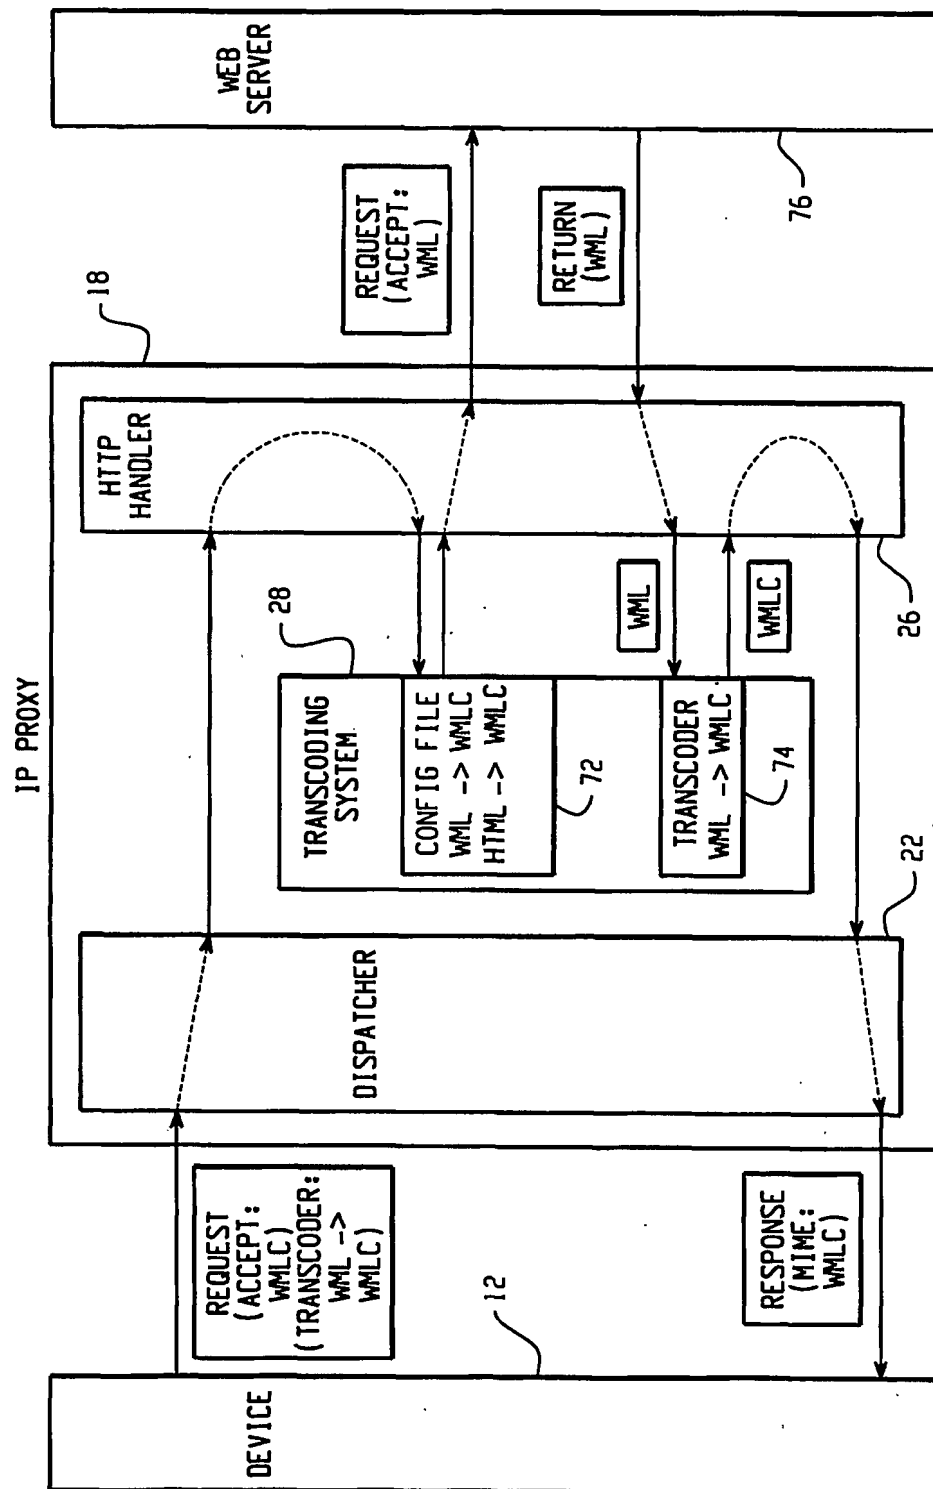 IP PROXY
18
DEVICE
12
REQUEST
(ACCEPT:
WMLC)
(TRANSCODER:
WML ->
WMLC)
RESPONSE
(MIME:
WMLC)
DISPATCHER
22
TRANSCODING
SYSTEM
28
CONFIG FILE
WML -> WMLC
HTML -> WMLC
72
TRANSCODER
WML -> WMLC
74
WML
WMLC
HTTP
HANDLER
26
REQUEST
(ACCEPT:
WML)
RETURN
(WML)
WEB
SERVER
76